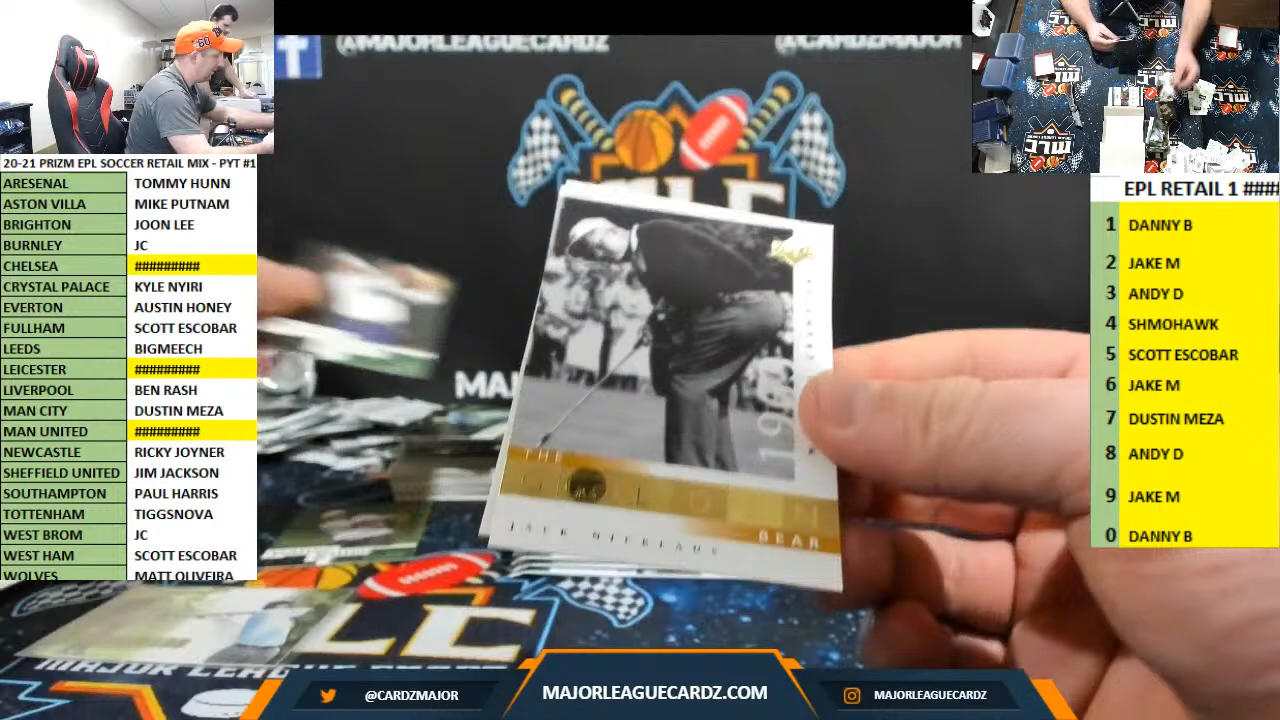 @MAJORLEAGUECARDZ
@CARDZMAJOR
20-21 PRIZM EPL SOCCER RETAIL MIX - PYT #1
ARESENAL TOMMY HUNN
ASTON VILLA MIKE PUTNAM
BRIGHTON JOON LEE
BURNLEY JC
CHELSEA #########
CRYSTAL PALACE KYLE NYIRI
EVERTON AUSTIN HONEY
FULLHAM SCOTT ESCOBAR
LEEDS BIGMEECH
LEICESTER #########
LIVERPOOL BEN RASH
MAN CITY DUSTIN MEZA
MAN UNITED #########
NEWCASTLE RICKY JOYNER
SHEFFIELD UNITED JIM JACKSON
SOUTHAMPTON PAUL HARRIS
TOTTENHAM TIGGSNOVA
WEST BROM JC
WEST HAM SCOTT ESCOBAR
WOLVES MATT OLIVEIRA
EPL RETAIL 1 ####
1 DANNY B
2 JAKE M
3 ANDY D
4 SHMOHAWK
5 SCOTT ESCOBAR
6 JAKE M
7 DUSTIN MEZA
8 ANDY D
9 JAKE M
0 DANNY B
THE
BEAR
JACK NICKLAUS
MAJOR LEAGUE
@CARDZMAJOR
MAJORLEAGUECARDZ.COM
MAJORLEAGUECARDZ